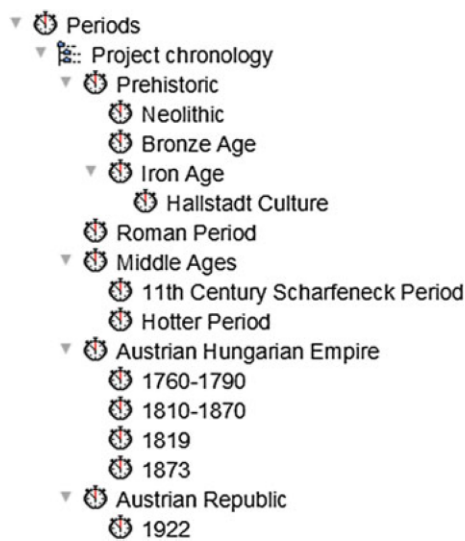 Periods
Project chronology
Prehistoric
Neolithic
Bronze Age
Iron Age
Hallstadt Culture
Roman Period
Middle Ages
11th Century Scharfeneck Period
Hotter Period
Austrian Hungarian Empire
1760-1790
1810-1870
1819
1873
Austrian Republic
1922